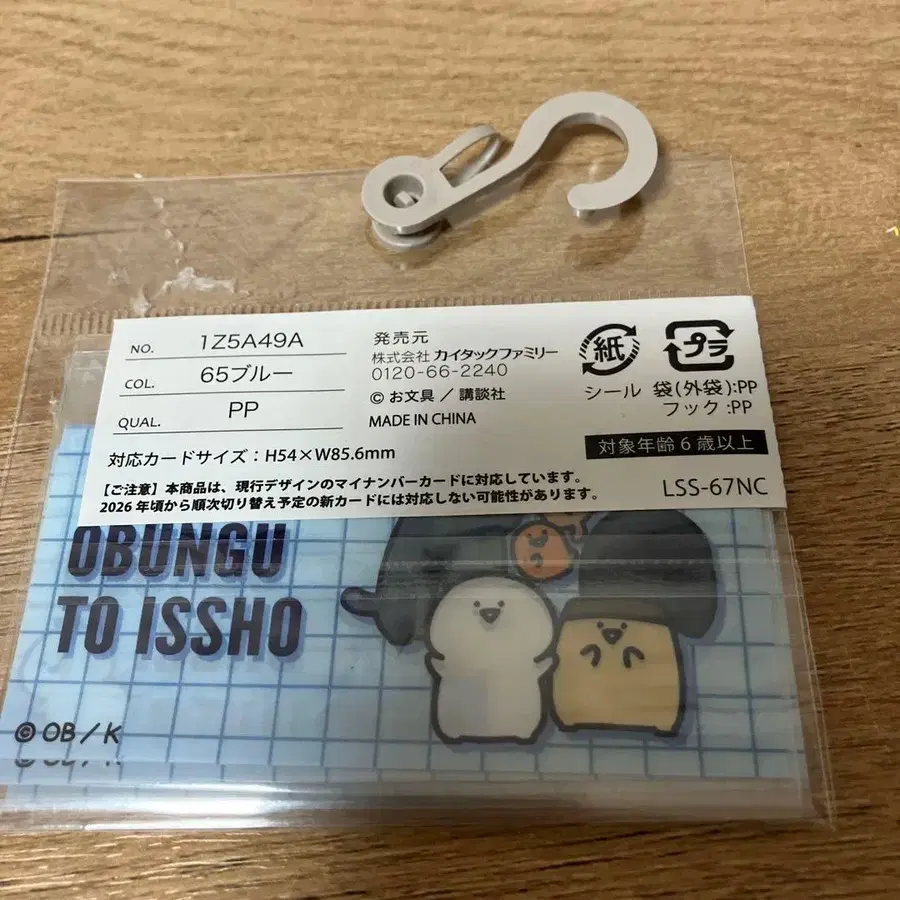 NO. 1Z5A49A
COL. 65ブルー
QUAL. PP
発売元
株式会社 カイタックファミリー
0120-66-2240
© お文具／講談社
MADE IN CHINA
紙
シール
プラ
袋(外袋):PP
フック:PP
対象年齢6歳以上
対応カードサイズ：H54×W85.6mm
【ご注意】本商品は、現行デザインのマイナンバーカードに対応しています。
2026年頃から順次切り替え予定の新カードには対応しない可能性があります。
LSS-67NC
OBUNGU
TO ISSHO
© OB/K